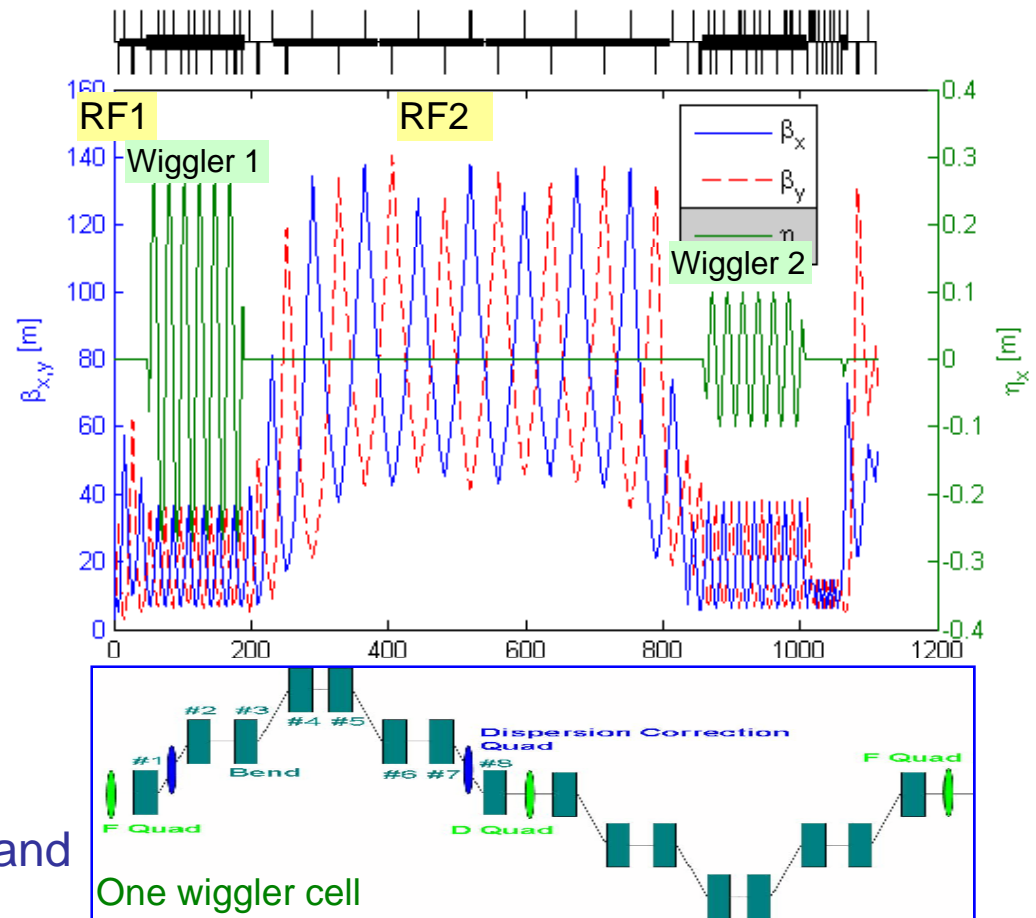 160
RF1
RF2
0.4
Wiggler 1
140
120
100
80
60
40
20
0
β_x,y [m]
β_x
β_y
η
Wiggler 2
0.3
0.2
0.1
0
-0.1
-0.2
-0.3
-0.4
η_x [m]
0 200 400 600 800 1000 1200
#1
#2
#3
#4
#5
#6
#7
#8
Bend
Dispersion Correction
Quad
F Quad
D Quad
F Quad
and
One wiggler cell